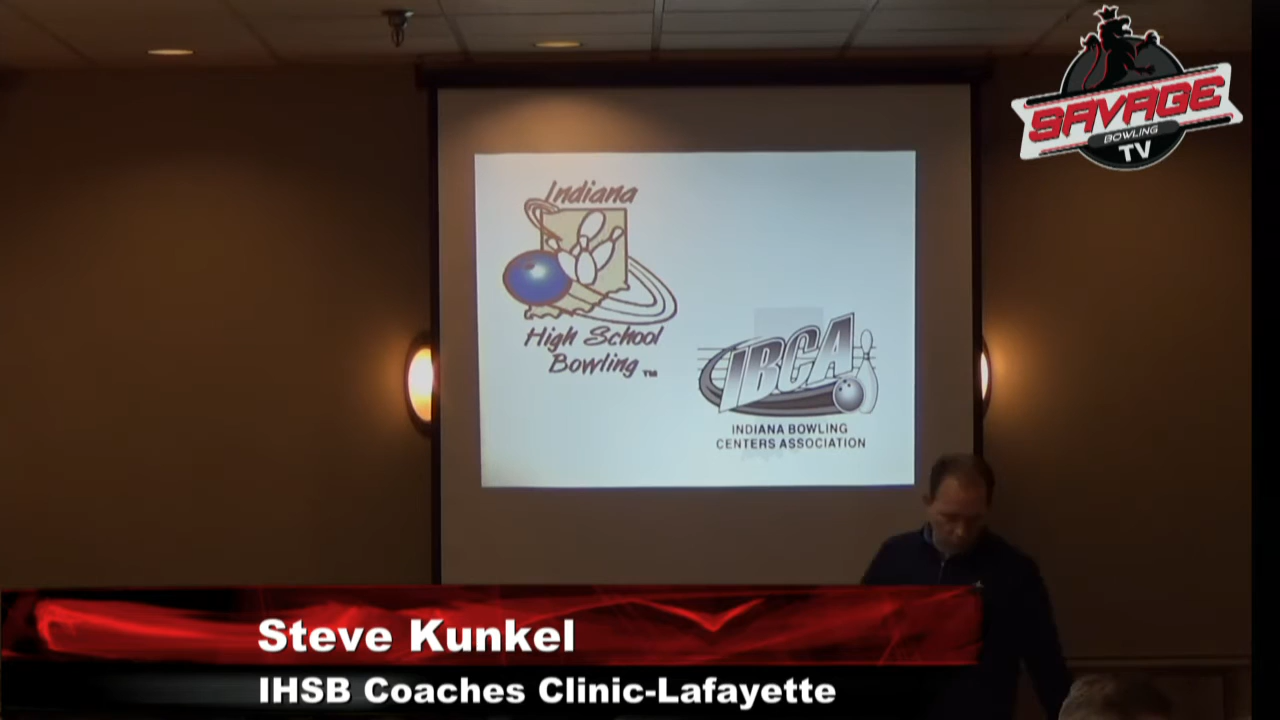 SAVAGE
BOWLING
TV
Indiana
High School
Bowling TM
IBCA
INDIANA BOWLING
CENTERS ASSOCIATION
Steve Kunkel
IHSB Coaches Clinic-Lafayette